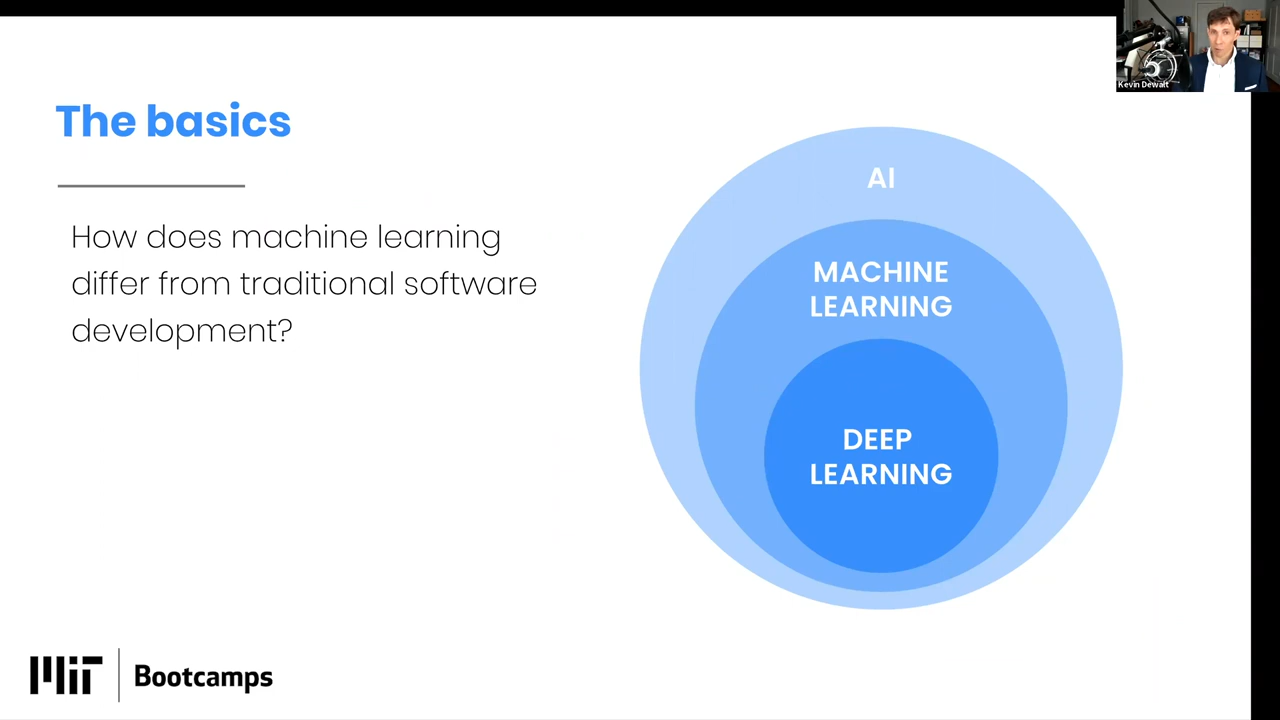 Kevin Dewalt
The basics
How does machine learning
differ from traditional software
development?
AI
MACHINE
LEARNING
DEEP
LEARNING
MIT
Bootcamps